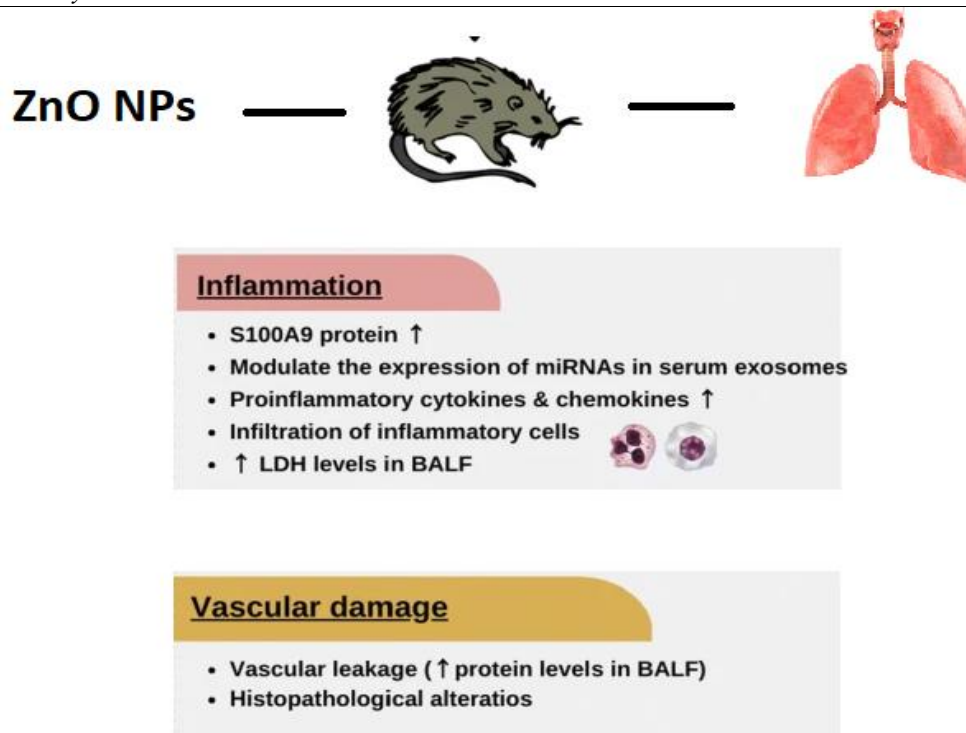 ZnO NPs
Inflammation
• S100A9 protein ↑
• Modulate the expression of miRNAs in serum exosomes
• Proinflammatory cytokines & chemokines ↑
• Infiltration of inflammatory cells
• ↑ LDH levels in BALF
Vascular damage
• Vascular leakage (↑ protein levels in BALF)
• Histopathological alteratios